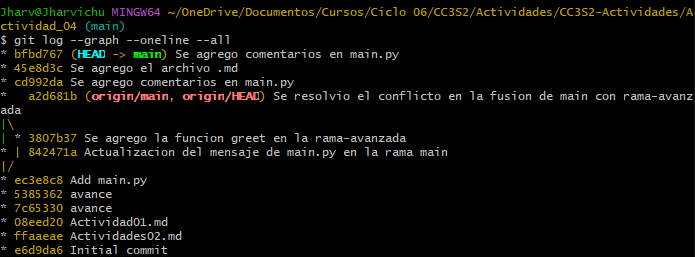 Jharv@Jharvichu MINGW64 ~/OneDrive/Documentos/Cursos/Ciclo 06/CC3S2/Actividades/CC3S2-Actividades/A
ctividad_04 (main)
$ git log --graph --oneline --all
* bfbd767 (HEAD -> main) Se agrego comentarios en main.py
* 45e8d3c Se agrego el archivo .md
* cd992da Se agrego comentarios en main.py
*   a2d681b (origin/main, origin/HEAD) Se resolvio el conflicto en la fusion de main con rama-avanz
ada
|\
| * 3807b37 Se agrego la funcion greet en la rama-avanzada
* | 842471a Actualizacion del mensaje de main.py en la rama main
|/
* ec3e8c8 Add main.py
* 5385362 avance
* 7c65330 avance
* 08eed20 Actividad01.md
* ffaaeae Actividades02.md
* e6d9da6 Initial commit